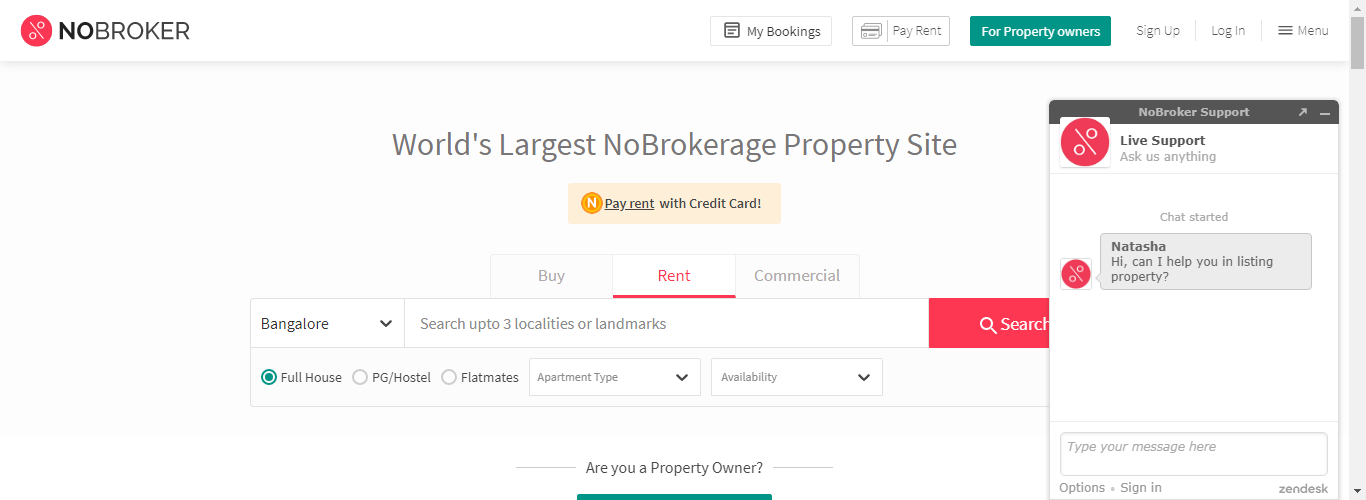 NOBROKER
My Bookings
Pay Rent
For Property owners
Sign Up
Log In
Menu
World's Largest NoBrokerage Property Site
N Pay rent with Credit Card!
Buy
Rent
Commercial
Bangalore
Search upto 3 localities or landmarks
Search
Full House
PG/Hostel
Flatmates
Apartment Type
Availability
Are you a Property Owner?
NoBroker Support
Live Support
Ask us anything
Chat started
Natasha
Hi, can I help you in listing
property?
Type your message here
Options • Sign in
zendesk